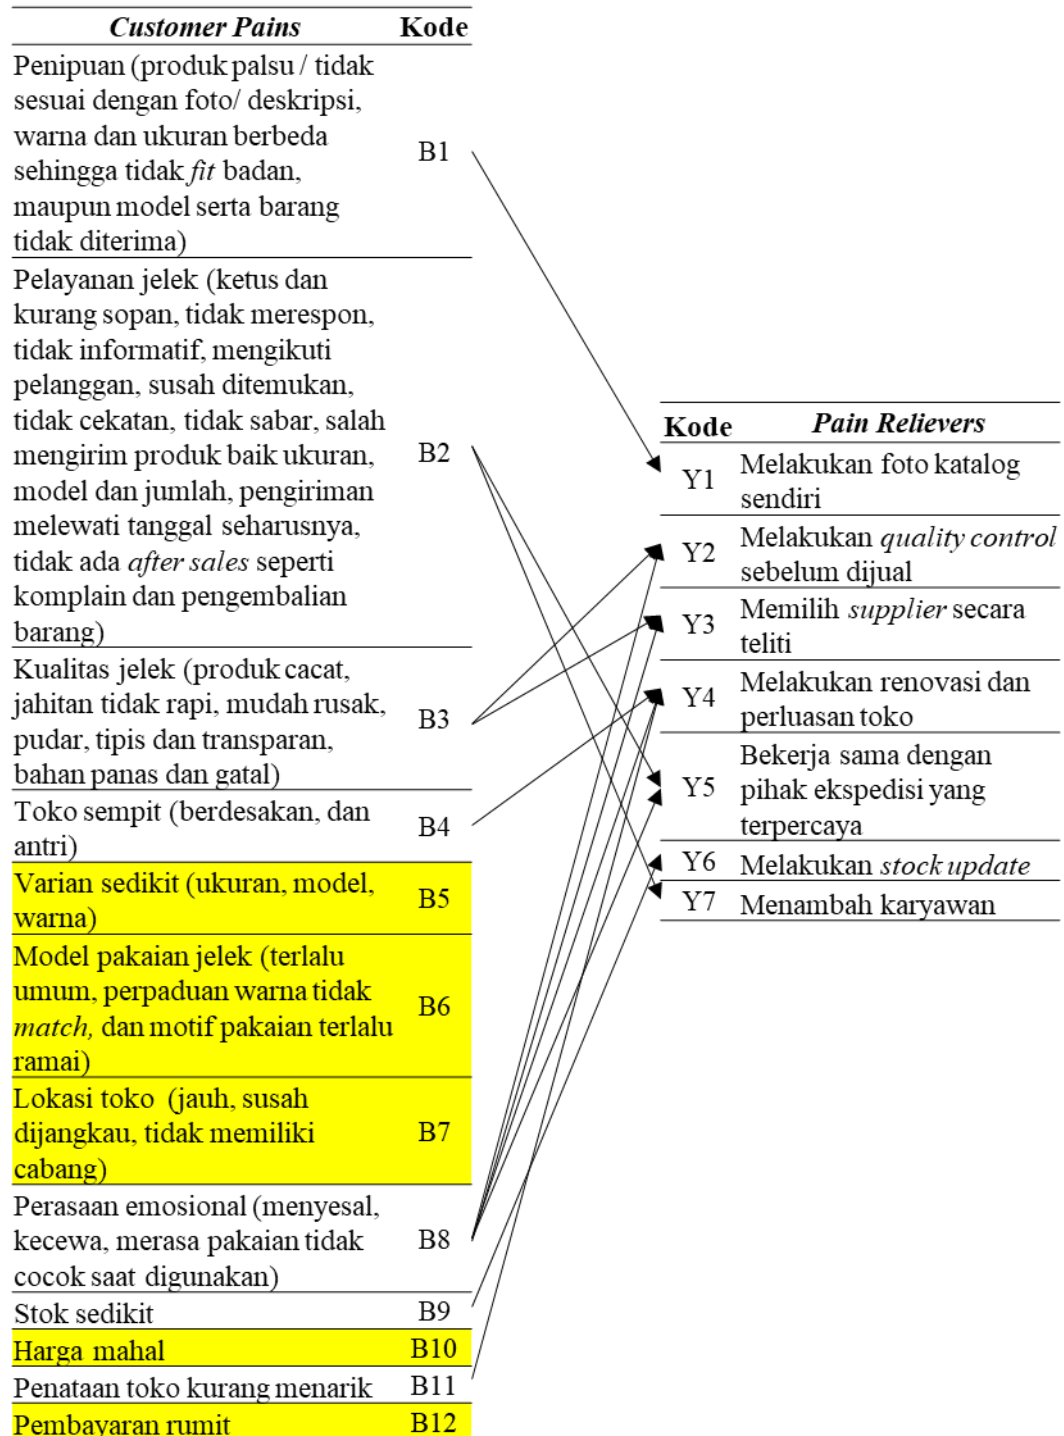 Customer Pains Kode
Penipuan (produk palsu / tidak
sesuai dengan foto/ deskripsi,
warna dan ukuran berbeda
sehingga tidak fit badan,
maupun model serta barang
tidak diterima)
B1
Pelayanan jelek (ketus dan
kurang sopan, tidak merespon,
tidak informatif, mengikuti
pelanggan, susah ditemukan,
tidak cekatan, tidak sabar, salah
mengirim produk baik ukuran,
model dan jumlah, pengiriman
melewati tanggal seharusnya,
tidak ada after sales seperti
komplain dan pengembalian
barang)
B2
Kualitas jelek (produk cacat,
jahitan tidak rapi, mudah rusak,
pudar, tipis dan transparan,
bahan panas dan gatal)
B3
Toko sempit (berdesakan, dan
antri)
B4
Varian sedikit (ukuran, model,
warna)
B5
Model pakaian jelek (terlalu
umum, perpaduan warna tidak
match, dan motif pakaian terlalu
ramai)
B6
Lokasi toko (jauh, susah
dijangkau, tidak memiliki
cabang)
B7
Perasaan emosional (menyesal,
kecewa, merasa pakaian tidak
cocok saat digunakan)
B8
Stok sedikit B9
Harga mahal B10
Penataan toko kurang menarik B11
Pembayaran rumit B12
Kode Pain Relievers
Y1
Melakukan foto katalog
sendiri
Y2
Melakukan quality control
sebelum dijual
Y3
Memilih supplier secara
teliti
Y4
Melakukan renovasi dan
perluasan toko
Y5
Bekerja sama dengan
pihak ekspedisi yang
terpercaya
Y6 Melakukan stock update
Y7 Menambah karyawan